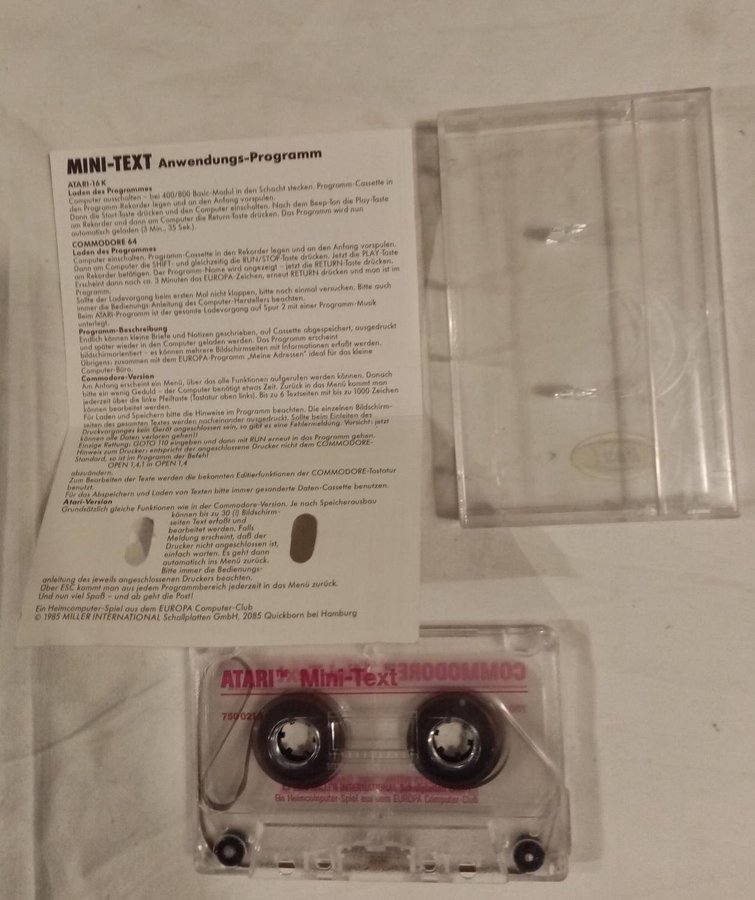 MINI-TEXT Anwendungs-Programm
ATARI-16 K
Laden des Programmes
Computer ausschalten – bei 400/800 Basic-Modul in den Schacht stecken. Programm-Cassette in
den Programm-Rekorder legen und an den Anfang vorspulen.
Dann die Start-Taste drücken und den Computer einschalten. Nach dem Beep-Ton die Play-Taste
am Rekorder und dann am Computer die Return-Taste drücken. Das Programm wird nun
automatisch geladen (3 Min., 35 Sek.).
COMMODORE 64
Laden des Programmes
Computer einschalten. Programm-Cassette in den Rekorder legen und an den Anfang vorspulen.
Dann am Computer die SHIFT- und gleichzeitig die RUN/STOP-Taste drücken. Jetzt die PLAY-Taste
am Rekorder betätigen. Der Programm-Name wird angezeigt – jetzt die RETURN-Taste drücken.
Erscheint dann nach ca. 3 Minuten das EUROPA-Zeichen, erneut RETURN drücken und man ist im
Programm.
Sollte der Ladevorgang beim ersten Mal nicht klappen, bitte noch einmal versuchen. Bitte auch
immer die Bedienungs-Anleitung des Computer-Herstellers beachten.
Beim ATARI-Programm ist der gesamte Ladevorgang auf Spur 2 mit einer Programm-Musik
unterlegt.
Programm-Beschreibung
Endlich können kleine Briefe und Notizen geschrieben, auf Cassette abgespeichert, ausgedruckt
und später wieder in den Computer geladen werden. Das Programm erscheint
bildschirmorientiert – es können mehrere Bildschirmseiten mit Informationen erfaßt werden.
Übrigens: zusammen mit dem EUROPA-Programm „Meine Adressen" ideal für das kleine
Computer-Büro.
Commodore-Version
Am Anfang erscheint ein Menü, über das alle Funktionen aufgerufen werden können. Danach
bitte ein wenig Geduld – der Computer benötigt etwas Zeit. Zurück in das Menü kommt man
jederzeit über die linke Pfeiltaste (Tastatur oben links). Bis zu 6 Textseiten mit bis zu 1000 Zeichen
können bearbeitet werden.
Für Laden und Speichern bitte die Hinweise im Programm beachten. Die einzelnen Bildschirm-
seiten des gesamten Textes werden nacheinander ausgedruckt. Sollte beim Einleiten des
Druckvorganges kein Gerät angeschlossen sein, so gibt es eine Fehlermeldung. Vorsicht: jetzt
können alle Daten verloren gehen!!
Einzige Rettung: GOTO 110 eingeben und dann mit RUN erneut in das Programm gehen.
Hinweis zum Drucker: entspricht der angeschlossene Drucker nicht dem COMMODORE-
Standard, so ist im Programm der Befehl
OPEN 1,4,1 in OPEN 1,4
abzuändern.
Zum Bearbeiten der Texte werden die bekannten Editierfunktionen der COMMODORE-Tastatur
benutzt.
Für das Abspeichern und Laden von Texten bitte immer gesonderte Daten-Cassette benutzen.
Atari-Version
Grundsätzlich gleiche Funktionen wie in der Commodore-Version. Je nach Speicherausbau
können bis zu 30 (!) Bildschirm-
seiten Text erfaßt und
bearbeitet werden. Falls
Meldung erscheint, daß der
Drucker nicht angeschlossen ist,
einfach warten. Es geht dann
automatisch ins Menü zurück.
Bitte immer die Bedienungs-
anleitung des jeweils angeschlossenen Druckers beachten.
Über ESC kommt man aus jedem Programmbereich jederzeit in das Menü zurück.
Und nun viel Spaß – und ab geht die Post!
Ein Heimcomputer-Spiel aus dem EUROPA Computer-Club
© 1985 MILLER INTERNATIONAL Schallplatten GmbH, 2085 Quickborn bei Hamburg
ATARI™ Mini-Text
COMMODORE
MILLER INTERNATIONAL Schallplatten
Ein Heimcomputer-Spiel aus dem EUROPA Computer-Club